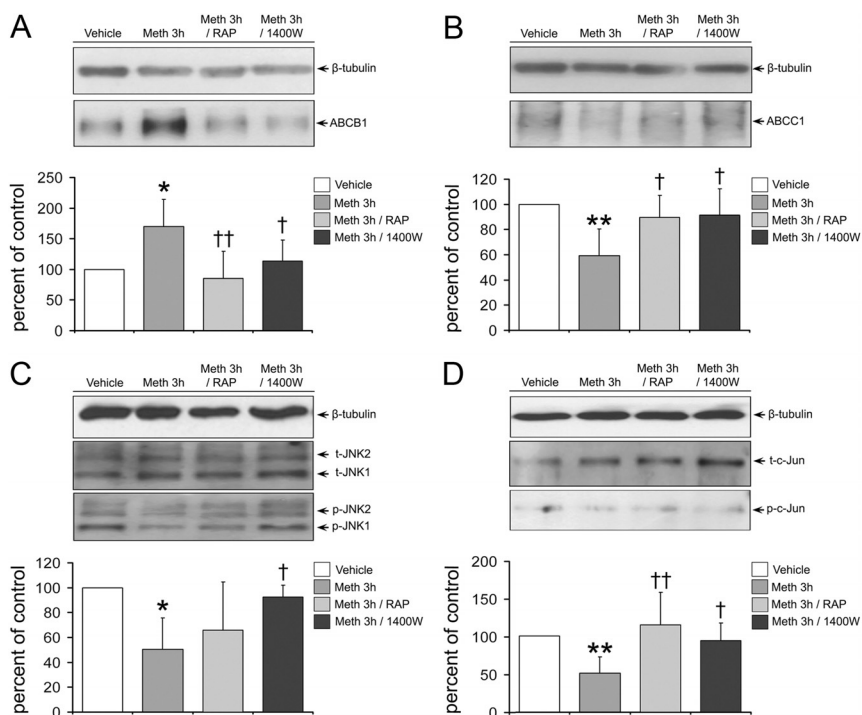 A
Vehicle
Meth 3h
Meth 3h
/ RAP
Meth 3h
/ 1400W
β-tubulin
ABCB1
percent of control
250
200
150
100
50
0
*
††
†
Vehicle
Meth 3h
Meth 3h / RAP
Meth 3h / 1400W
B
Vehicle
Meth 3h
Meth 3h
/ RAP
Meth 3h
/ 1400W
β-tubulin
ABCC1
percent of control
120
100
80
60
40
20
0
**
†
†
Vehicle
Meth 3h
Meth 3h / RAP
Meth 3h / 1400W
C
Vehicle
Meth 3h
Meth 3h
/ RAP
Meth 3h
/ 1400W
β-tubulin
t-JNK2
t-JNK1
p-JNK2
p-JNK1
percent of control
120
100
80
60
40
20
0
*
†
Vehicle
Meth 3h
Meth 3h / RAP
Meth 3h / 1400W
D
Vehicle
Meth 3h
Meth 3h
/ RAP
Meth 3h
/ 1400W
β-tubulin
t-c-Jun
p-c-Jun
percent of control
200
150
100
50
0
**
††
†
Vehicle
Meth 3h
Meth 3h / RAP
Meth 3h / 1400W